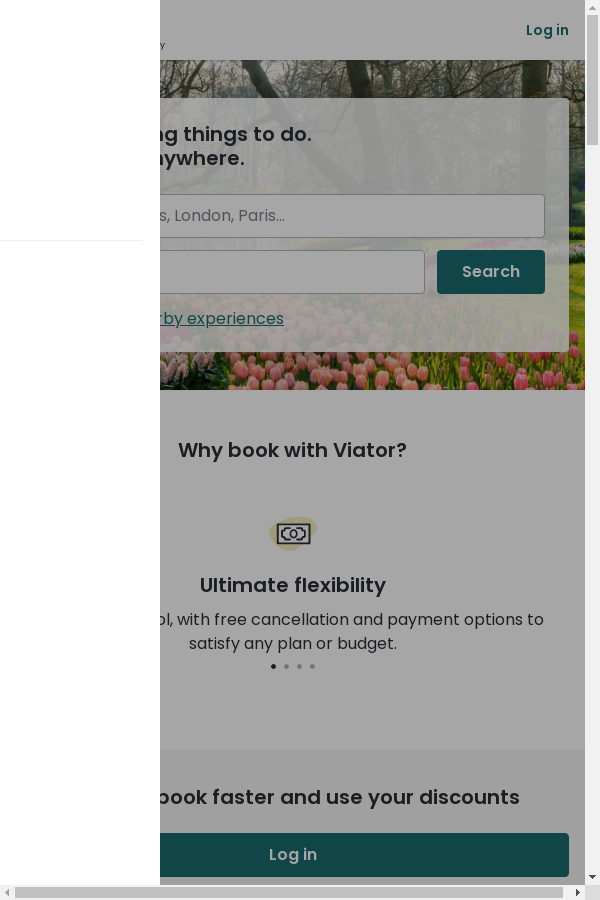 Log in
y
ng things to do.
nywhere.
s, London, Paris...
Search
rby experiences
Why book with Viator?
Ultimate flexibility
ol, with free cancellation and payment options to
satisfy any plan or budget.
book faster and use your discounts
Log in